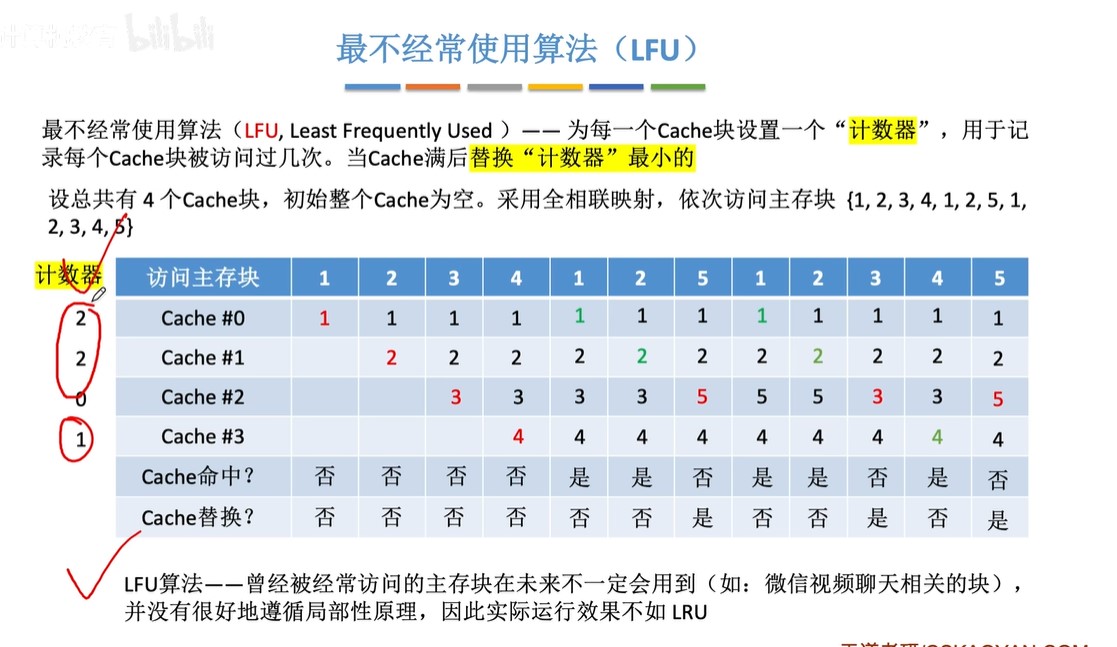 bilibili
最不经常使用算法（LFU）
最不经常使用算法（LFU, Least Frequently Used ）—— 为每一个Cache块设置一个“计数器”，用于记
录每个Cache块被访问过几次。当Cache满后替换“计数器”最小的
设总共有 4 个Cache块，初始整个Cache为空。采用全相联映射，依次访问主存块 {1, 2, 3, 4, 1, 2, 5, 1,
2, 3, 4, 5}
计数器 访问主存块 1 2 3 4 1 2 5 1 2 3 4 5
2 Cache #0 1 1 1 1 1 1 1 1 1 1 1 1
2 Cache #1 2 2 2 2 2 2 2 2 2 2 2
0 Cache #2 3 3 3 3 5 5 5 3 3 5
1 Cache #3 4 4 4 4 4 4 4 4 4
Cache命中？ 否 否 否 否 是 是 否 是 是 否 是 否
Cache替换？ 否 否 否 否 否 否 是 否 否 是 否 是
LFU算法——曾经被经常访问的主存块在未来不一定会用到（如：微信视频聊天相关的块），
并没有很好地遵循局部性原理，因此实际运行效果不如 LRU